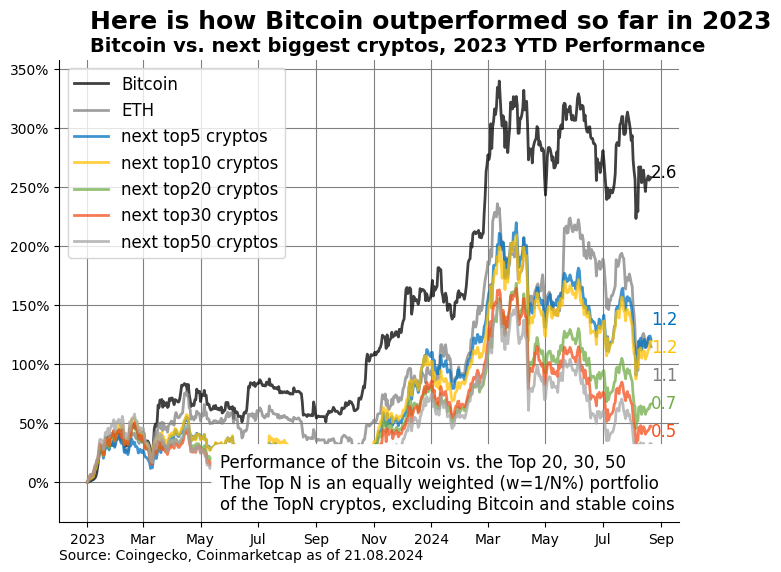 Here is how Bitcoin outperformed so far in 2023
Bitcoin vs. next biggest cryptos, 2023 YTD Performance
350%
300%
250%
200%
150%
100%
50%
0%
Bitcoin
ETH
next top5 cryptos
next top10 cryptos
next top20 cryptos
next top30 cryptos
next top50 cryptos
2.6
1.2
1.2
1.1
0.7
0.5
Performance of the Bitcoin vs. the Top 20, 30, 50
The Top N is an equally weighted (w=1/N%) portfolio
of the TopN cryptos, excluding Bitcoin and stable coins
2023 Mar May Jul Sep Nov 2024 Mar May Jul Sep
Source: Coingecko, Coinmarketcap as of 21.08.2024